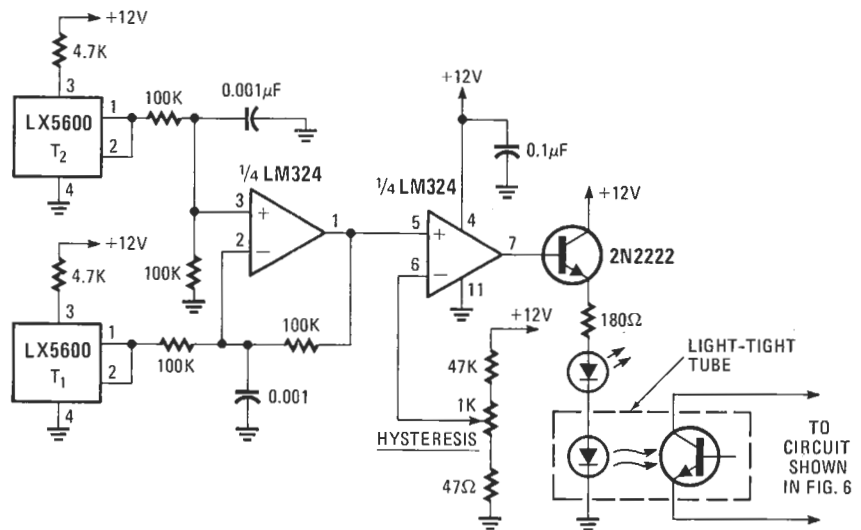 +12V
4.7K
3
LX5600
T2
1
2
4
100K
0.001μF
100K
1/4 LM324
3
+
2
−
1
+12V
4.7K
3
LX5600
T1
1
2
4
100K
100K
0.001
+12V
0.1μF
1/4 LM324
5
+
6
−
4
7
11
+12V
2N2222
180Ω
+12V
47K
1K
HYSTERESIS
47Ω
LIGHT-TIGHT
TUBE
TO
CIRCUIT
SHOWN
IN FIG. 6